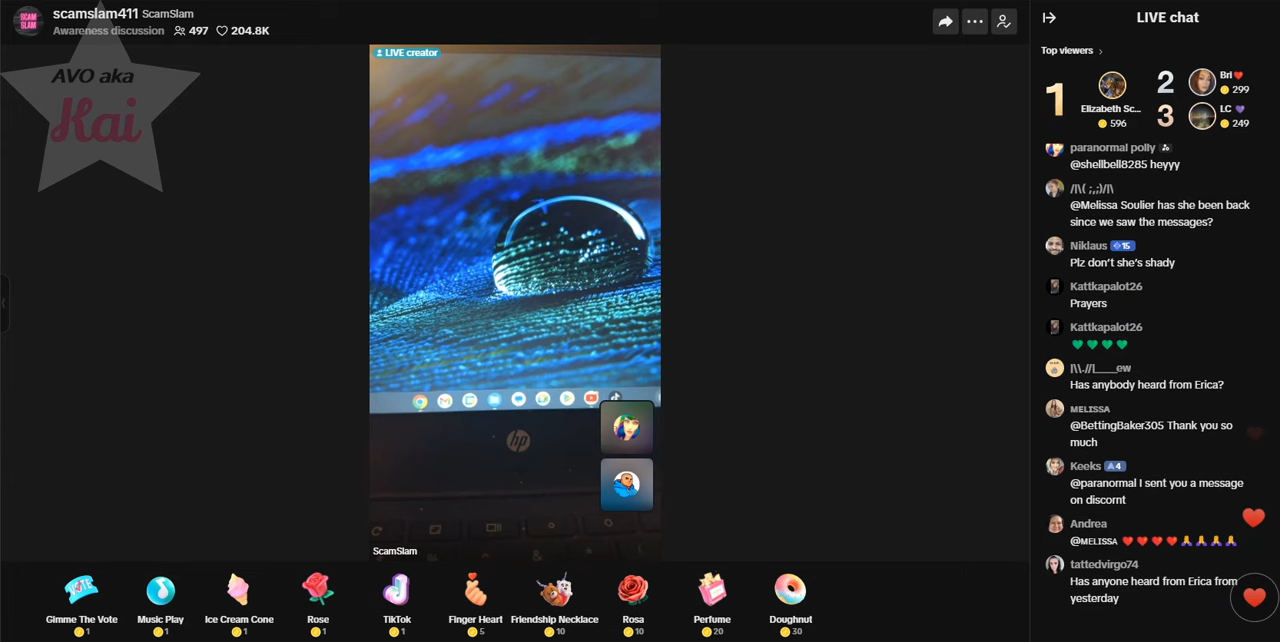 SCAM
SLAM
scamslam411 ScamSlam
Awareness discussion 497 204.8K
AVO aka
Kai
LIVE creator
hp
ScamSlam
Gimme The Vote
1
Music Play
1
Ice Cream Cone
1
Rose
1
TikTok
1
Finger Heart
5
Friendship Necklace
10
Rosa
10
Perfume
20
Doughnut
30
LIVE chat
Top viewers
1
Elizabeth Sc...
596
2
Bri❤️
299
3
LC 💜
249
paranormal polly
@shellbell8285 heyyy
/|\( ;,;)/|\
@Melissa Soulier has she been back
since we saw the messages?
Niklaus 15
Plz don't she's shady
Kattkapalot26
Prayers
Kattkapalot26
💚💚💚💚
|\\.//|____ew
Has anybody heard from Erica?
MELISSA
@BettingBaker305 Thank you so
much
Keeks A4
@paranormal I sent you a message
on discornt
Andrea
@MELISSA ❤️❤️❤️❤️🙏🙏🙏🙏
tattedvirgo74
Has anyone heard from Erica from
yesterday